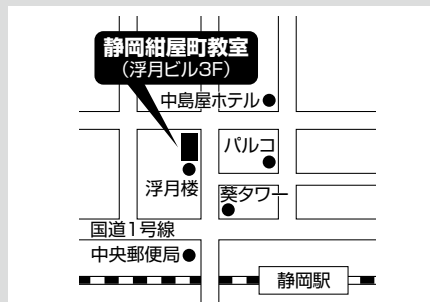 静岡紺屋町教室
（浮月ビル3F）
中島屋ホテル
パルコ
浮月楼
葵タワー
国道1号線
中央郵便局
静岡駅